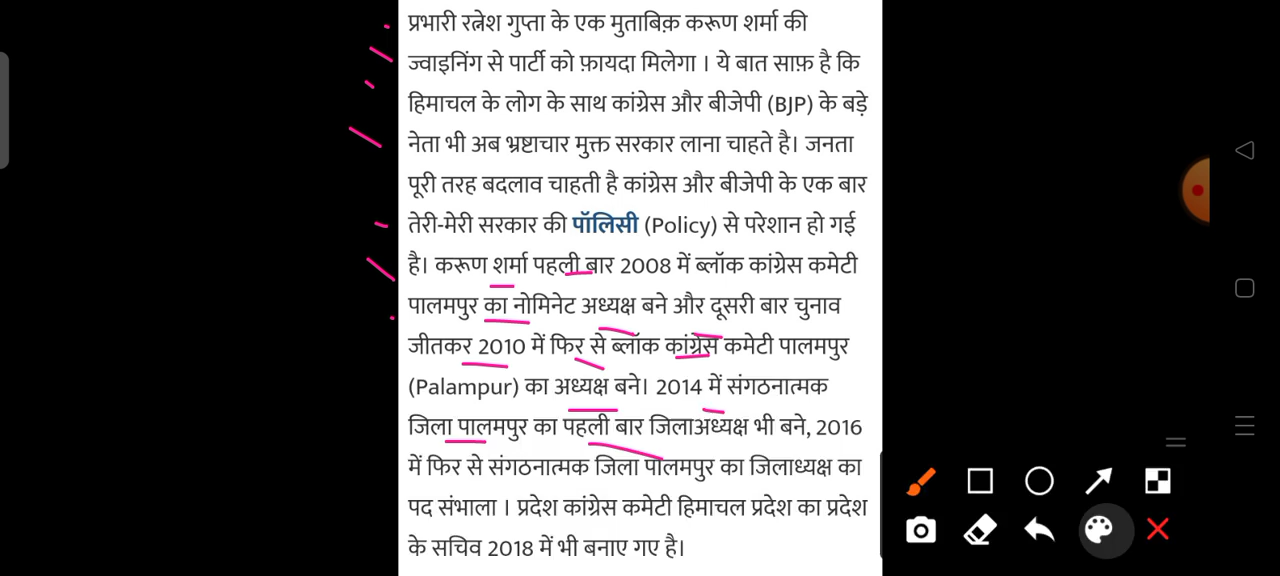 प्रभारी रत्नेश गुप्ता के एक मुताबिक़ करूण शर्मा की
ज्वाइनिंग से पार्टी को फ़ायदा मिलेगा । ये बात साफ़ है कि
हिमाचल के लोग के साथ कांग्रेस और बीजेपी (BJP) के बड़े
नेता भी अब भ्रष्टाचार मुक्त सरकार लाना चाहते है। जनता
पूरी तरह बदलाव चाहती है कांग्रेस और बीजेपी के एक बार
तेरी-मेरी सरकार की पॉलिसी (Policy) से परेशान हो गई
है। करूण शर्मा पहली बार 2008 में ब्लॉक कांग्रेस कमेटी
पालमपुर का नोमिनेट अध्यक्ष बने और दूसरी बार चुनाव
जीतकर 2010 में फिर से ब्लॉक कांग्रेस कमेटी पालमपुर
(Palampur) का अध्यक्ष बने। 2014 में संगठनात्मक
जिला पालमपुर का पहली बार जिलाअध्यक्ष भी बने, 2016
में फिर से संगठनात्मक जिला पालमपुर का जिलाध्यक्ष का
पद संभाला । प्रदेश कांग्रेस कमेटी हिमाचल प्रदेश का प्रदेश
के सचिव 2018 में भी बनाए गए है।